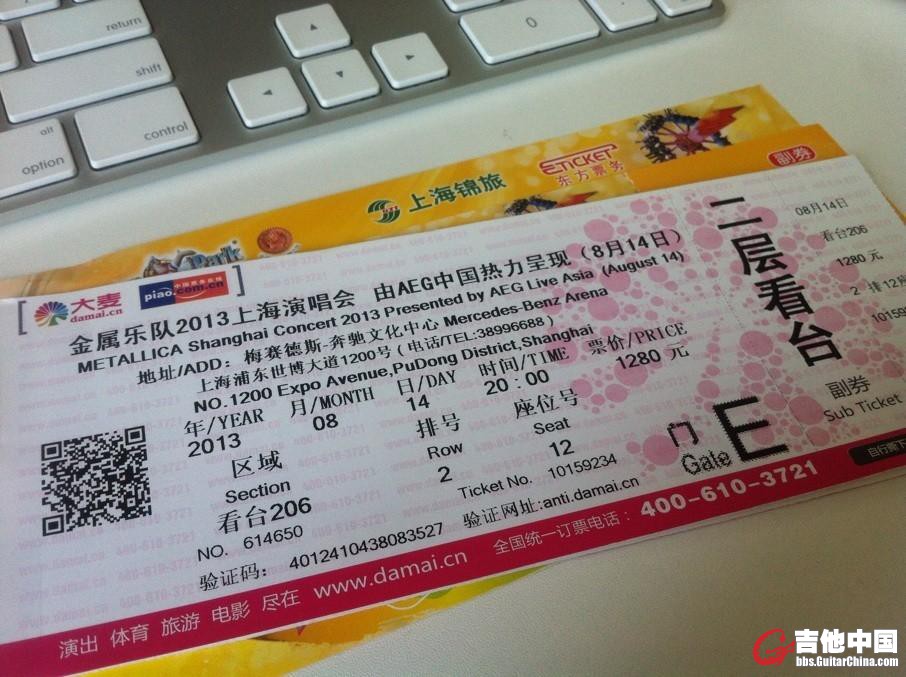 return
shift
alt
option
control
0
上海锦旅
ETICKET
东方票务
副券
大麦
damai.cn
中国票务在线
piao.com.cn
金属乐队2013上海演唱会 由AEG中国热力呈现（8月14日）
METALLICA Shanghai Concert 2013 Presented by AEG Live Asia (August 14)
地址/ADD：梅赛德斯-奔驰文化中心 Mercedes-Benz Arena
上海浦东世博大道1200号（电话/TEL:38996688）
NO.1200 Expo Avenue,PuDong District,Shanghai
年/YEAR 月/MONTH 日/DAY 时间/TIME 票价/PRICE
2013 08 14 20：00 1280 元
区域 排号 座位号
Section Row Seat
看台206 2 12
NO. 614650 Ticket No. 10159234
验证码： 4012410438083527 验证网址:anti.damai.cn
门
Gate E
二层看台
08月14日
看台206
1280 元
2 排 12座
副券
Sub Ticket
演出 体育 旅游 电影 尽在 www.damai.cn 全国统一订票电话： 400-610-3721
吉他中国
bbs.GuitarChina.com